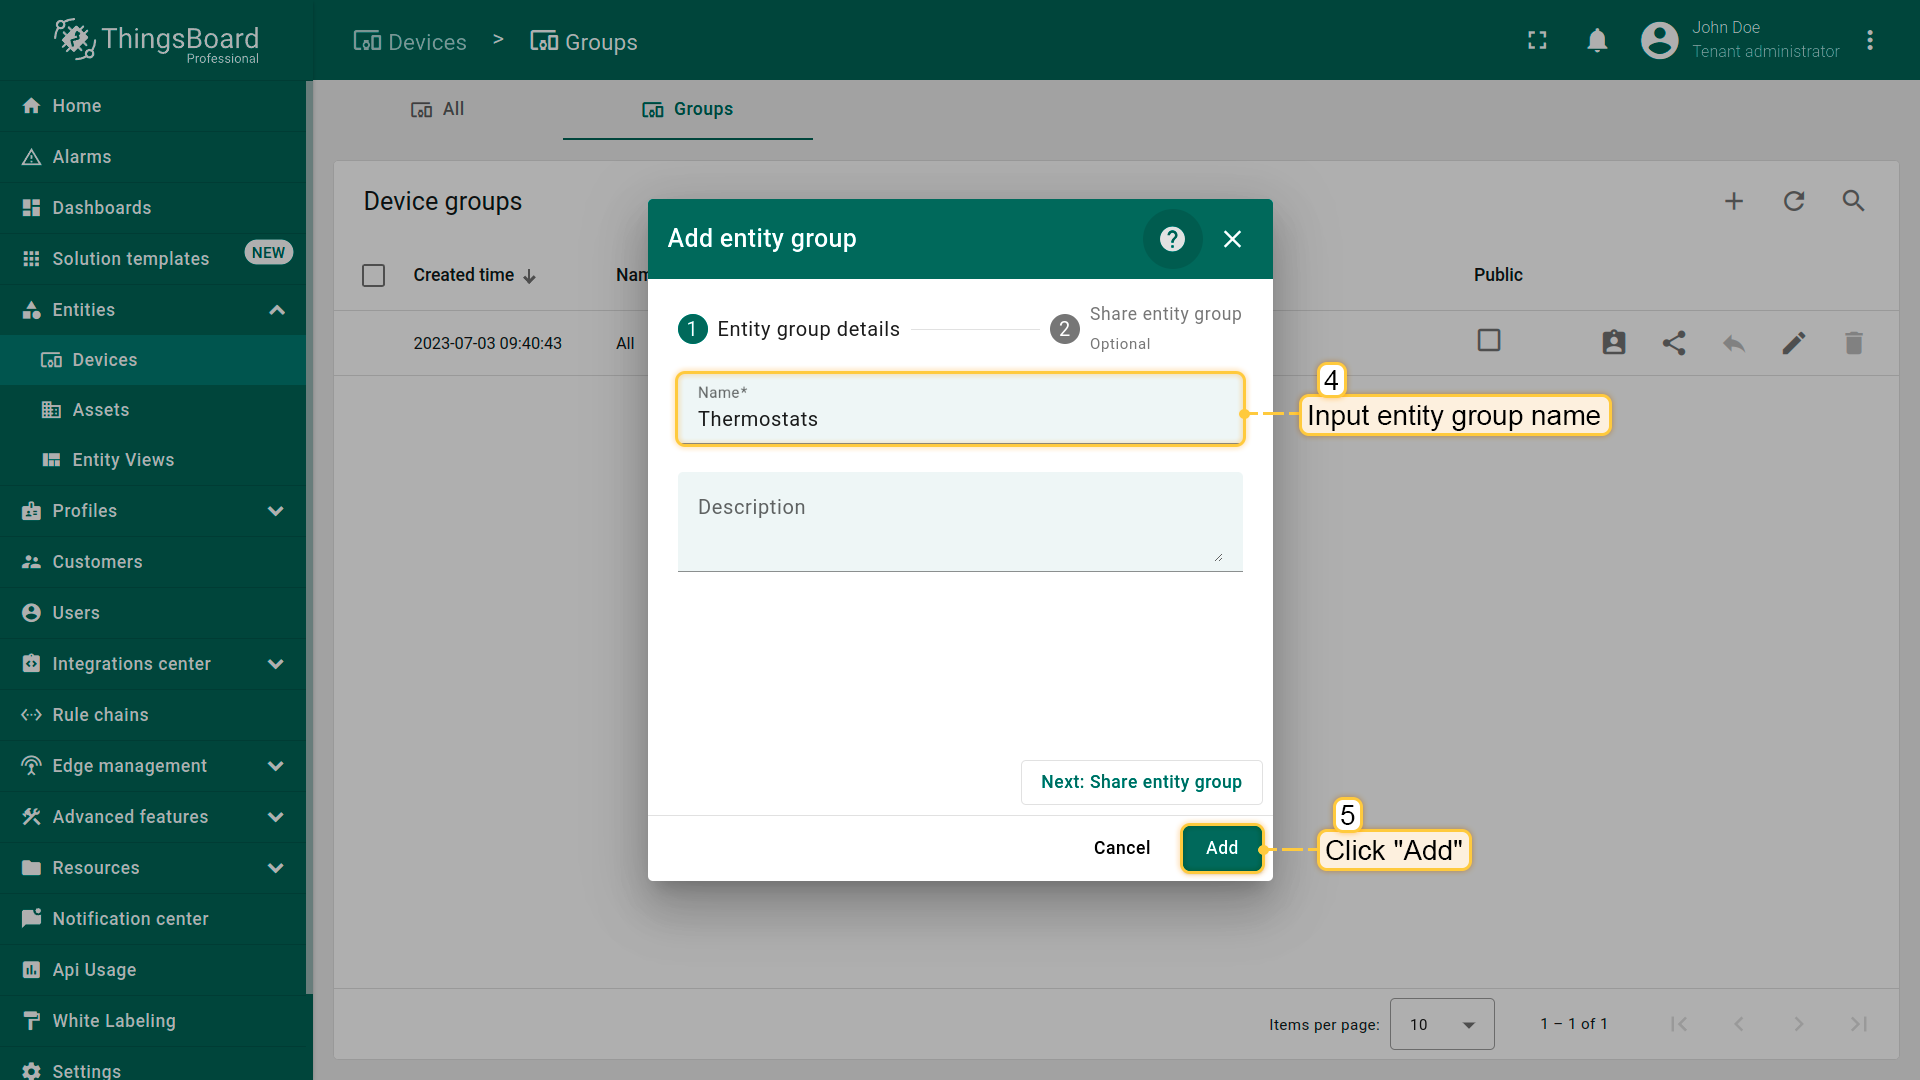 ThingsBoard
Professional
Devices > Groups
John Doe
Tenant administrator
Home
Alarms
Dashboards
Solution templates NEW
Entities
Devices
Assets
Entity Views
Profiles
Customers
Users
Integrations center
Rule chains
Edge management
Advanced features
Resources
Notification center
Api Usage
White Labeling
Settings
All Groups
Device groups
Created time Nam Public
2023-07-03 09:40:43 All
Add entity group
?
1 Entity group details
2 Share entity group
Optional
Name*
Thermostats
Description
Next: Share entity group
Cancel Add
4
Input entity group name
5
Click "Add"
Items per page: 10 1 – 1 of 1